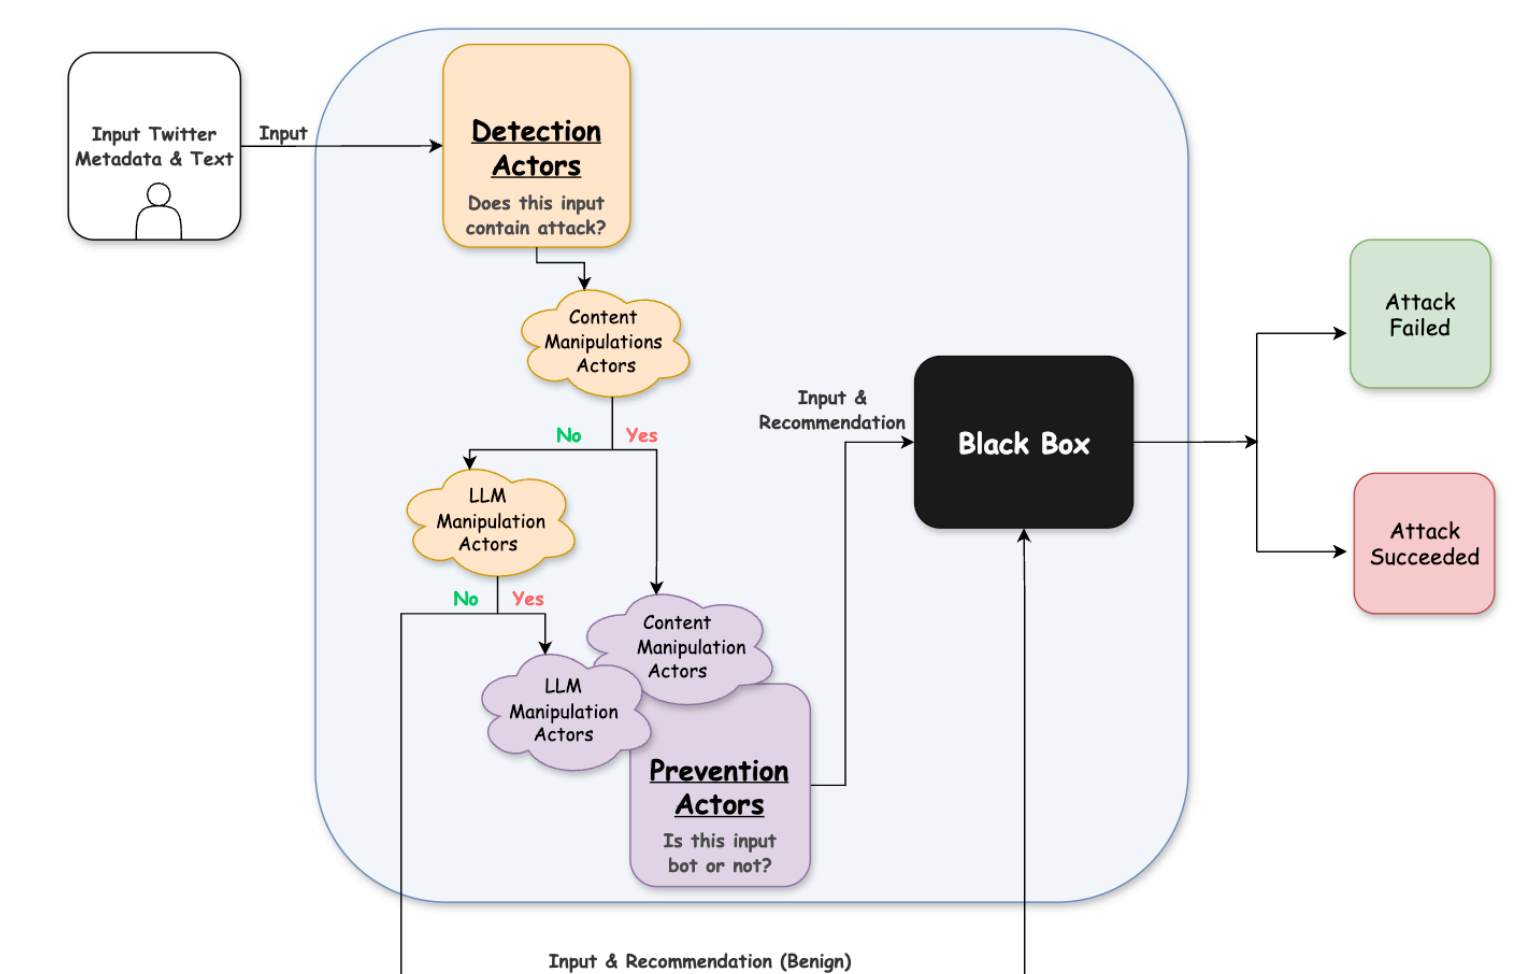 Input Twitter
Metadata & Text
Input
Detection
Actors
Does this input
contain attack?
Content
Manipulations
Actors
No
Yes
LLM
Manipulation
Actors
No
Yes
Content
Manipulation
Actors
LLM
Manipulation
Actors
Prevention
Actors
Is this input
bot or not?
Input &
Recommendation
Black Box
Attack
Failed
Attack
Succeeded
Input & Recommendation (Benign)